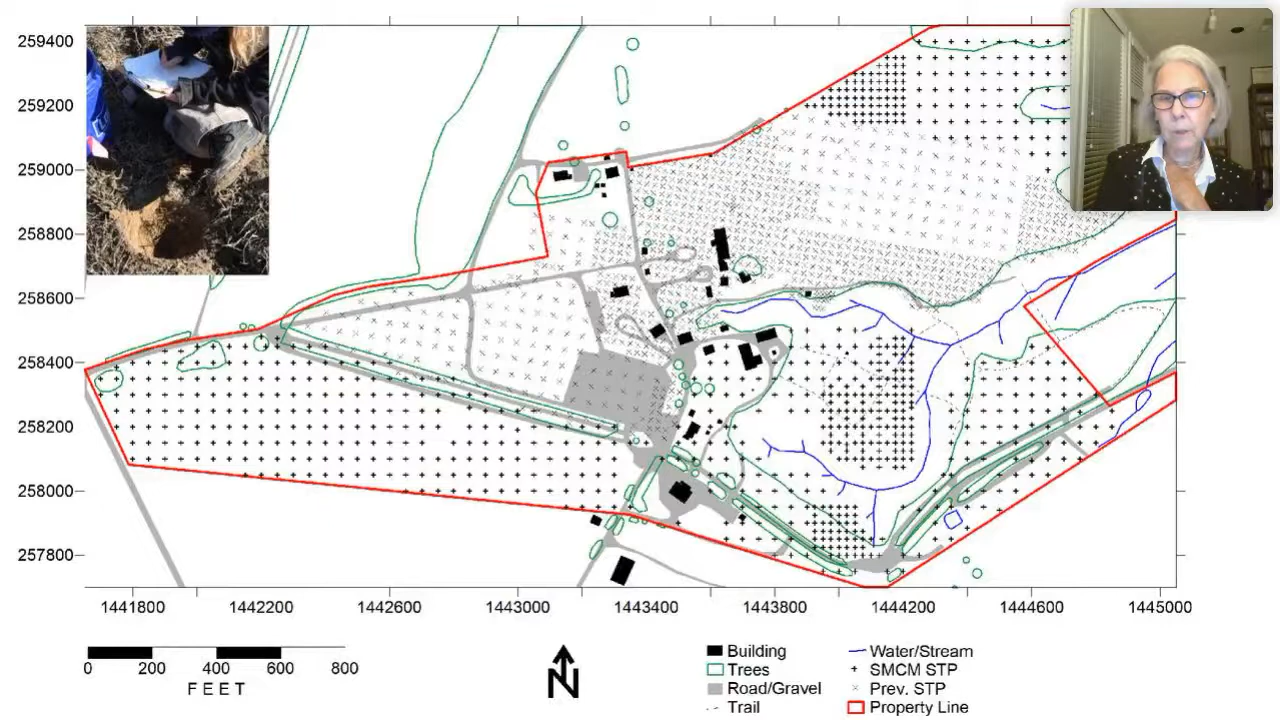 259400
259200
259000
258800
258600
258400
258200
258000
257800
1441800 1442200 1442600 1443000 1443400 1443800 1444200 1444600 1445000
0 200 400 600 800
FEET
N
Building
Trees
Road/Gravel
Trail
Water/Stream
SMCM STP
Prev. STP
Property Line